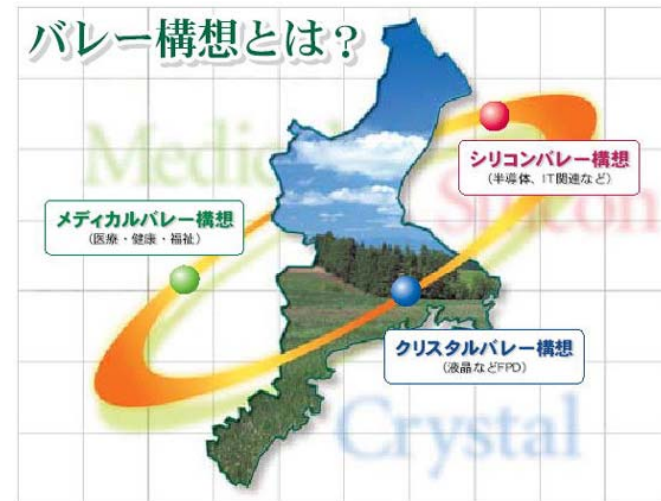 バレー構想とは？
Medical
シリコンバレー構想
（半導体、IT関連など）
Silicon
メディカルバレー構想
（医療・健康・福祉）
クリスタルバレー構想
（液晶などFPD）
Crystal